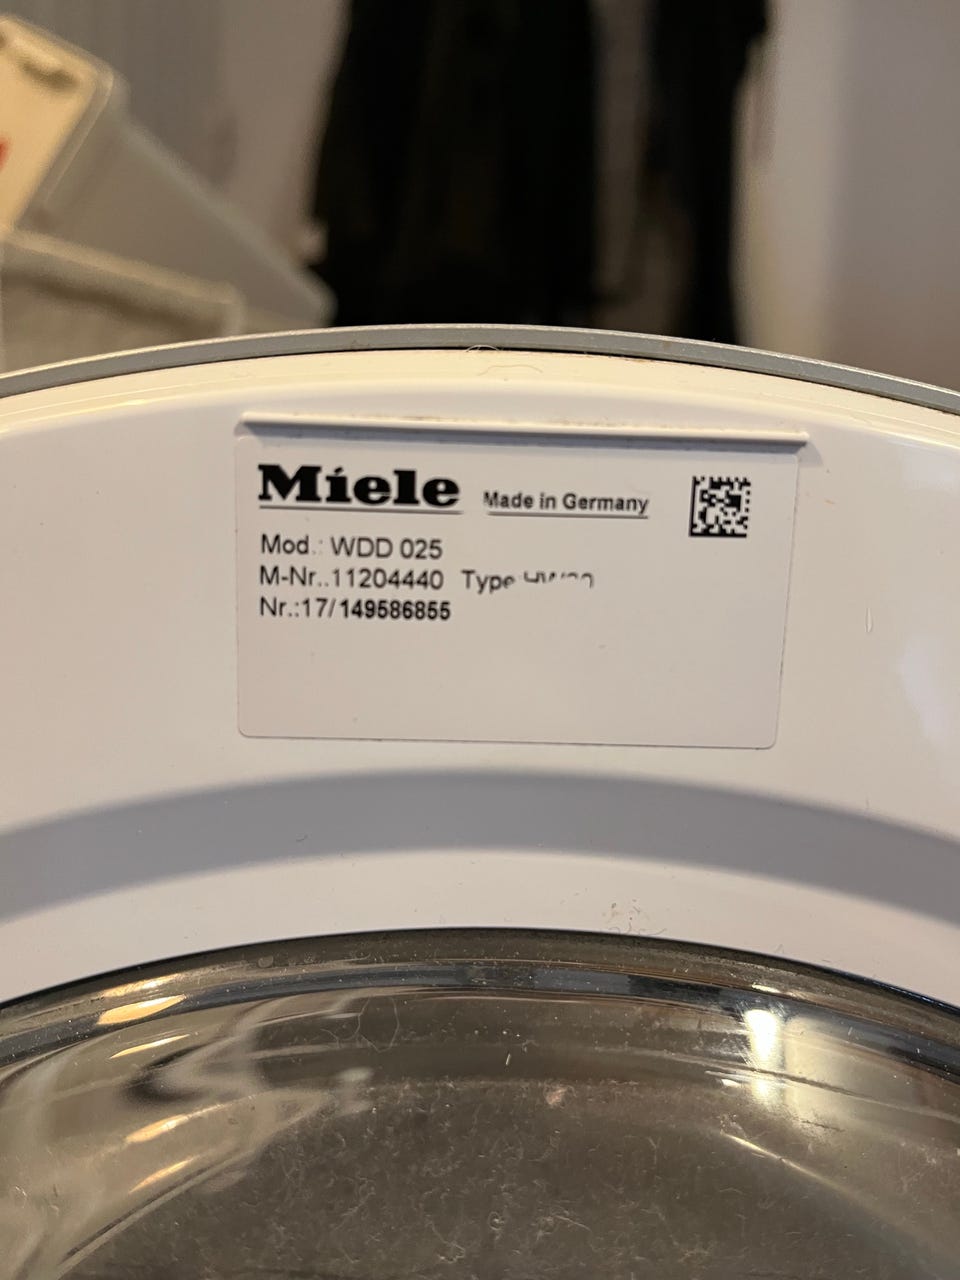 Miele Made in Germany
Mod.: WDD 025
M-Nr.:11204440 Type
Nr.:17/149586855